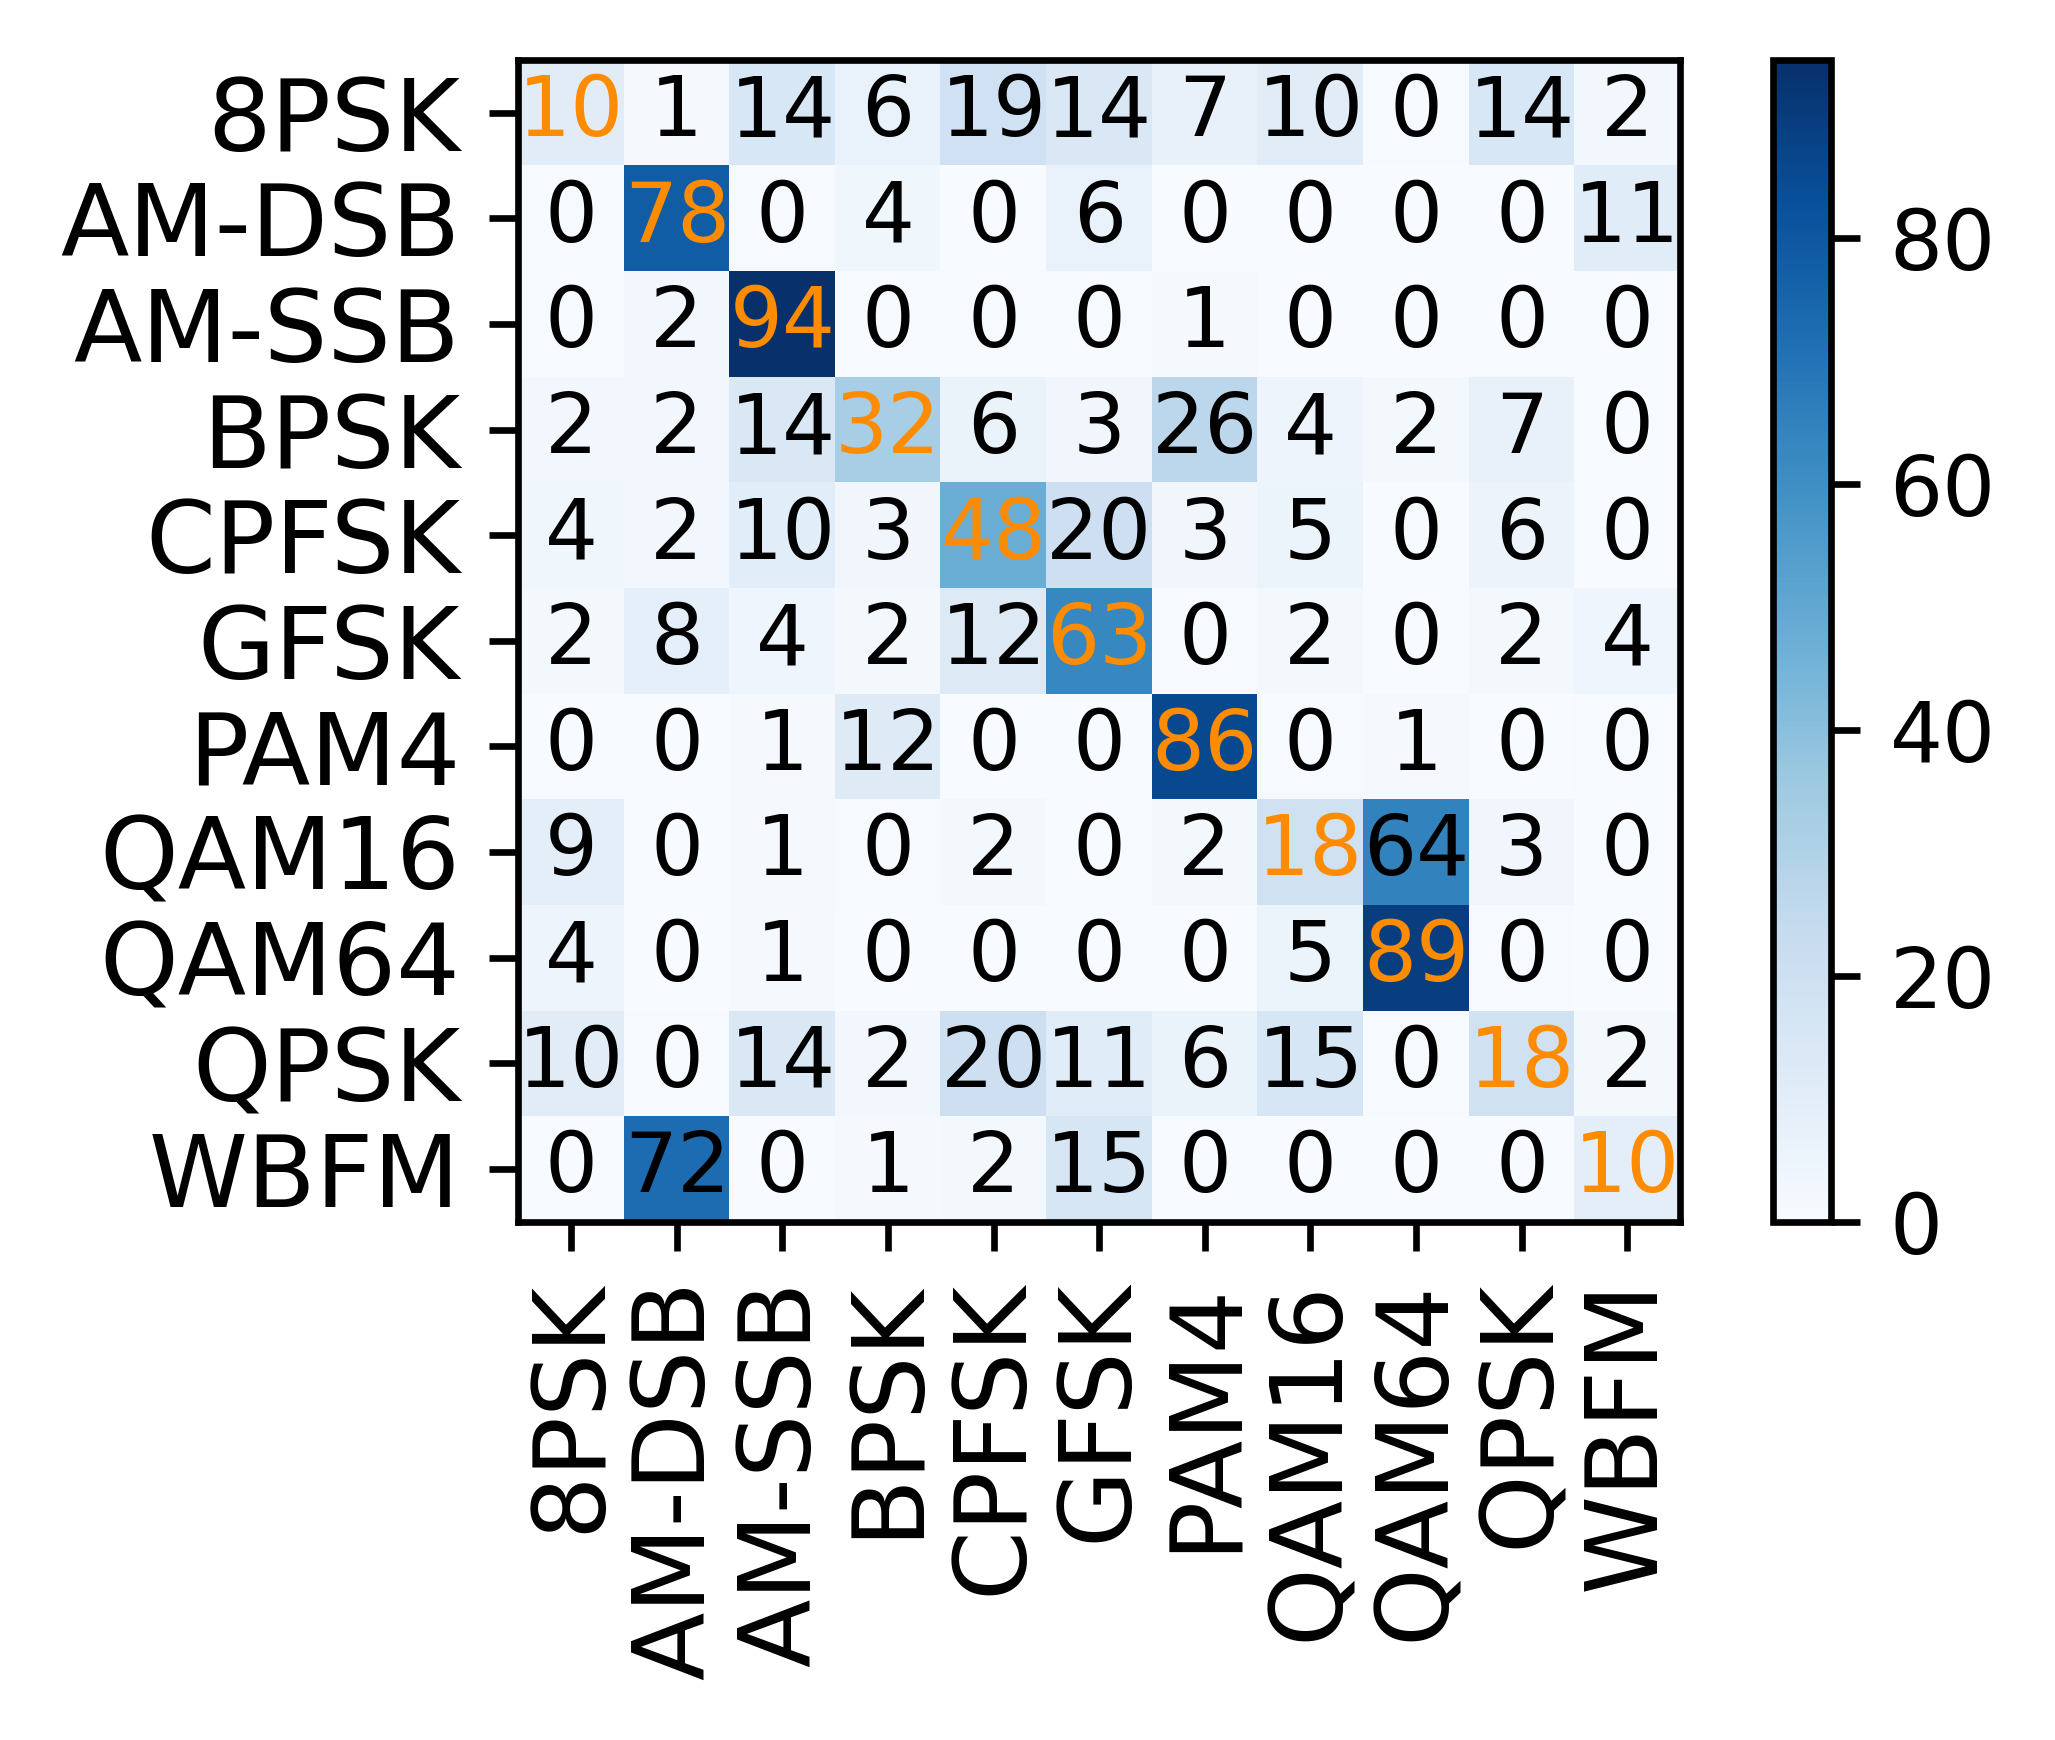 8PSK 10 1 14 6 19 14 7 10 0 14 2
AM-DSB 0 78 0 4 0 6 0 0 0 0 11
AM-SSB 0 2 94 0 0 0 1 0 0 0 0
BPSK 2 2 14 32 6 3 26 4 2 7 0
CPFSK 4 2 10 3 48 20 3 5 0 6 0
GFSK 2 8 4 2 12 63 0 2 0 2 4
PAM4 0 0 1 12 0 0 86 0 1 0 0
QAM16 9 0 1 0 2 0 2 18 64 3 0
QAM64 4 0 1 0 0 0 0 5 89 0 0
QPSK 10 0 14 2 20 11 6 15 0 18 2
WBFM 0 72 0 1 2 15 0 0 0 0 10
8PSK
AM-DSB
AM-SSB
BPSK
CPFSK
GFSK
PAM4
QAM16
QAM64
QPSK
WBFM
80
60
40
20
0